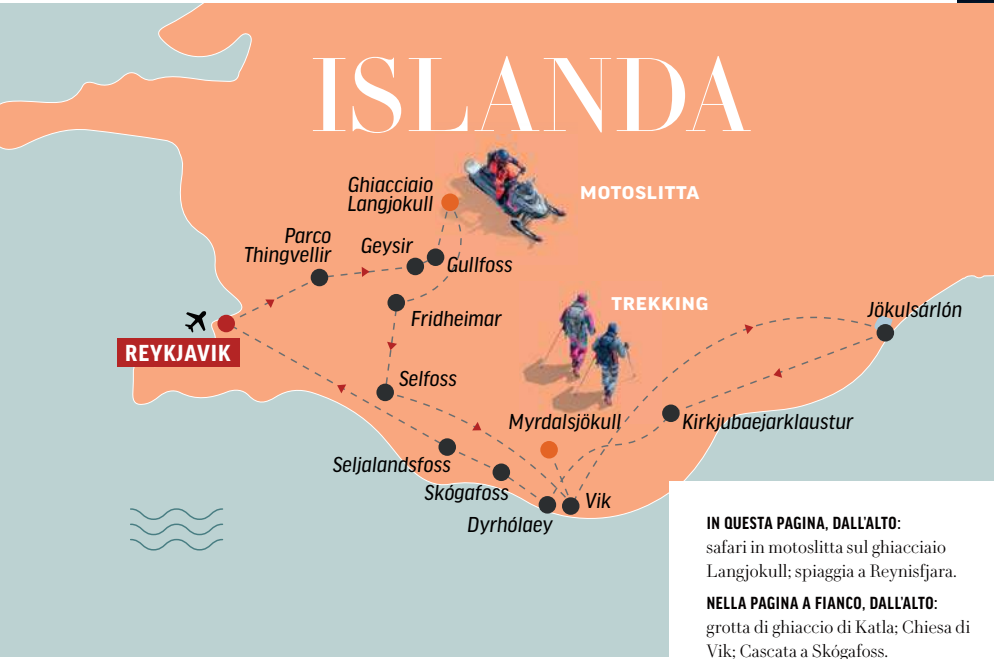 ISLANDA
Ghiacciaio
Langjokull
MOTOSLITTA
Parco
Thingvellir
Geysir
Gullfoss
Fridheimar
TREKKING
Jökulsárlón
REYKJAVIK
Selfoss
Myrdalsjökull
Kirkjubaejarklaustur
Seljalandsfoss
Skógafoss
Vik
Dyrhólaey
IN QUESTA PAGINA, DALL'ALTO:
safari in motoslitta sul ghiacciaio
Langjokull; spiaggia a Reynisfjara.
NELLA PAGINA A FIANCO, DALL'ALTO:
grotta di ghiaccio di Katla; Chiesa di
Vik; Cascata a Skógafoss.